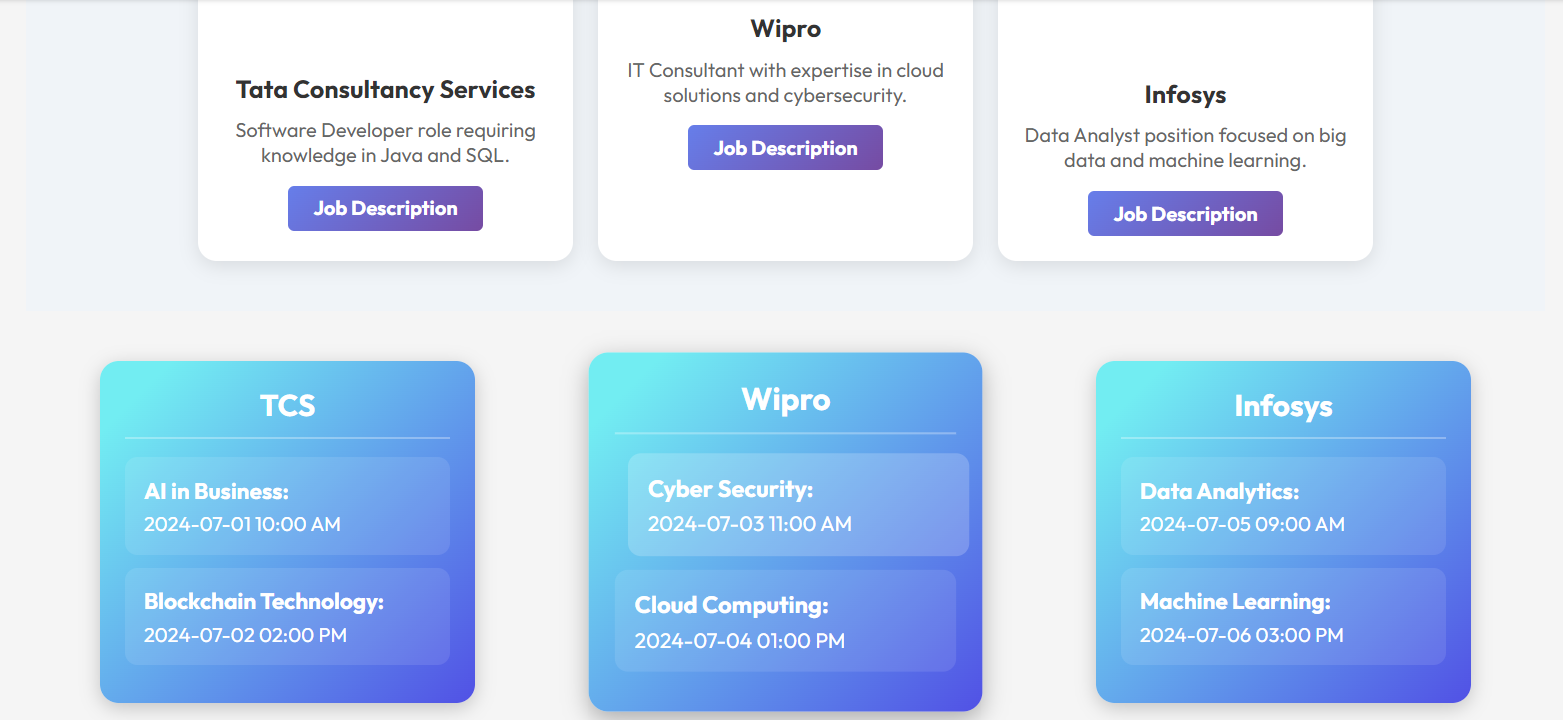 Tata Consultancy Services
Software Developer role requiring
knowledge in Java and SQL.
Job Description
Wipro
IT Consultant with expertise in cloud
solutions and cybersecurity.
Job Description
Infosys
Data Analyst position focused on big
data and machine learning.
Job Description
TCS
AI in Business:
2024-07-01 10:00 AM
Blockchain Technology:
2024-07-02 02:00 PM
Wipro
Cyber Security:
2024-07-03 11:00 AM
Cloud Computing:
2024-07-04 01:00 PM
Infosys
Data Analytics:
2024-07-05 09:00 AM
Machine Learning:
2024-07-06 03:00 PM